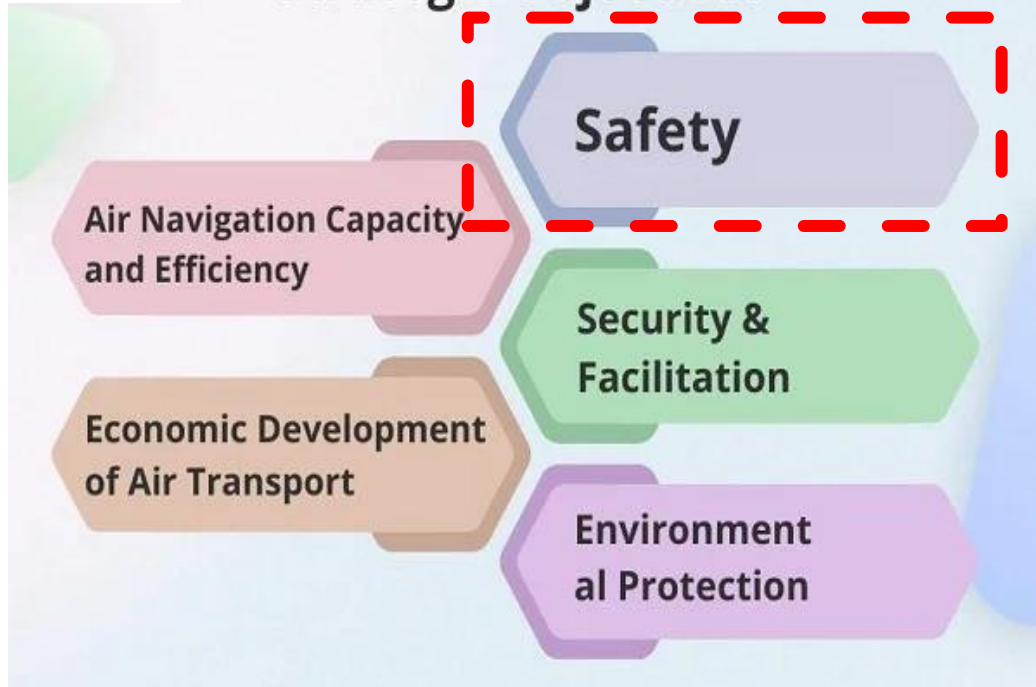 Safety
Air Navigation Capacity
and Efficiency
Security &
Facilitation
Economic Development
of Air Transport
Environment
al Protection